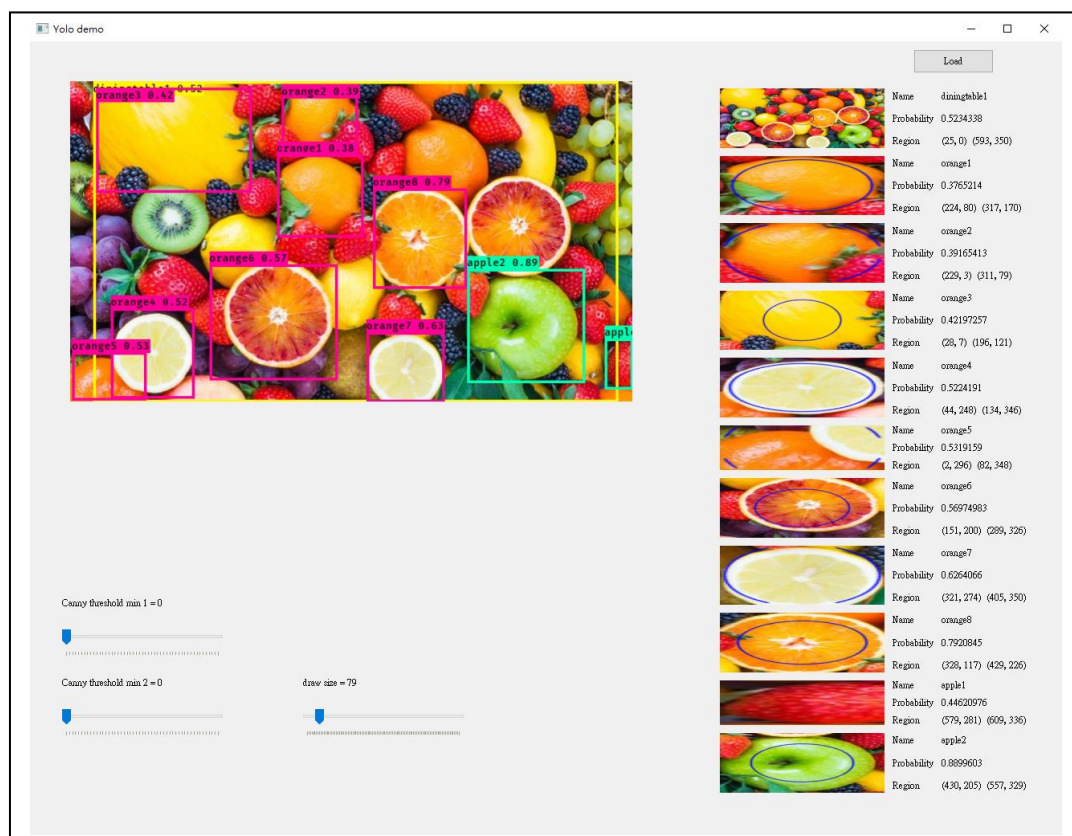 Yolo demo
Load
diningtable1 0.52
orange3 0.42
orange2 0.39
orange1 0.38
orange8 0.79
orange6 0.57
apple2 0.89
orange4 0.52
orange7 0.63
apple
orange5 0.53
Name diningtable1
Probability 0.5234338
Region (25, 0) (593, 350)
Name orange1
Probability 0.3765214
Region (224, 80) (317, 170)
Name orange2
Probability 0.39165413
Region (229, 3) (311, 79)
Name orange3
Probability 0.42197257
Region (28, 7) (196, 121)
Name orange4
Probability 0.5224191
Region (44, 248) (134, 346)
Name orange5
Probability 0.5319159
Region (2, 296) (82, 348)
Name orange6
Probability 0.56974983
Region (151, 200) (289, 326)
Name orange7
Probability 0.6264066
Region (321, 274) (405, 350)
Name orange8
Probability 0.7920845
Region (328, 117) (429, 226)
Name apple1
Probability 0.44620976
Region (579, 281) (609, 336)
Name apple2
Probability 0.8899603
Region (430, 205) (557, 329)
Canny threshold min 1 = 0
Canny threshold min 2 = 0
draw size = 79